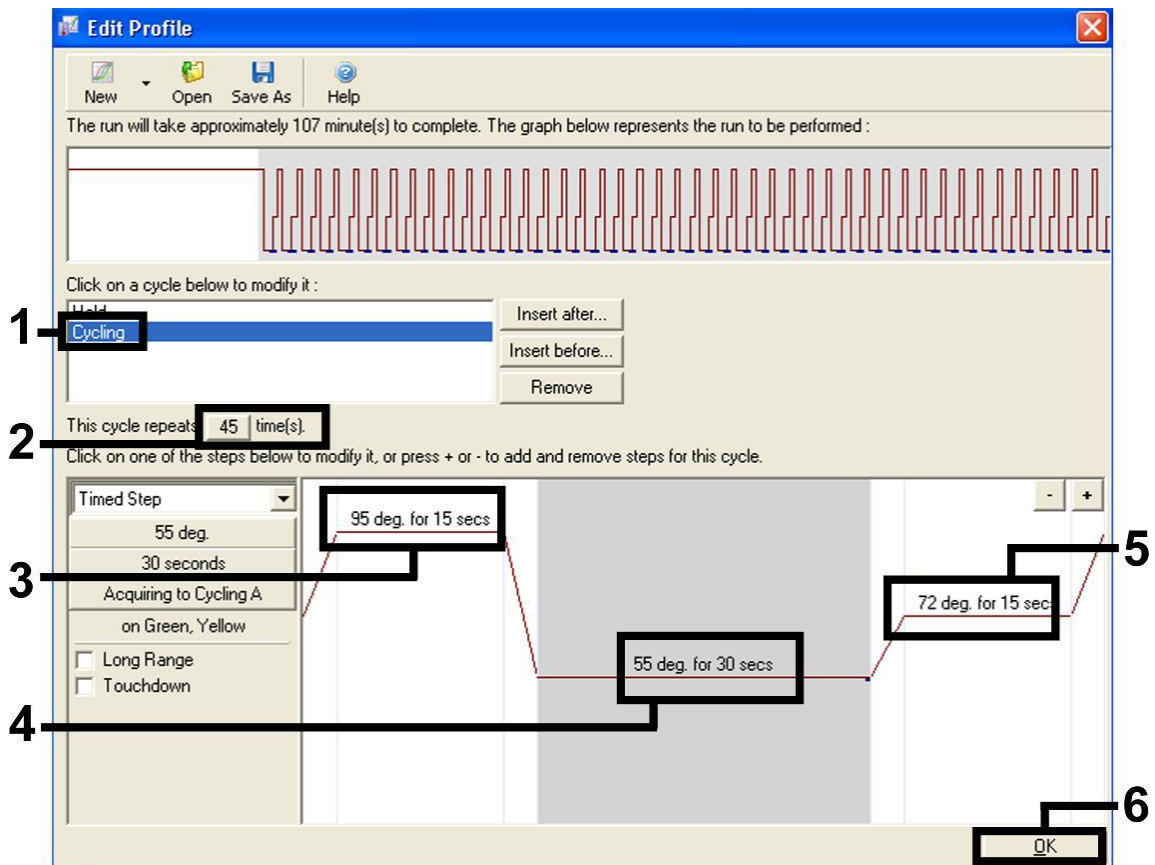 Edit Profile
New Open Save As Help
The run will take approximately 107 minute(s) to complete. The graph below represents the run to be performed :
Click on a cycle below to modify it :
Hold
Insert after...
1
Cycling
Insert before...
Remove
This cycle repeats 45 time(s).
2
Click on one of the steps below to modify it, or press + or - to add and remove steps for this cycle.
Timed Step
- +
55 deg.
95 deg. for 15 secs
5
30 seconds
3
Acquiring to Cycling A
72 deg. for 15 sec
on Green, Yellow
Long Range
55 deg. for 30 secs
Touchdown
4
6
OK